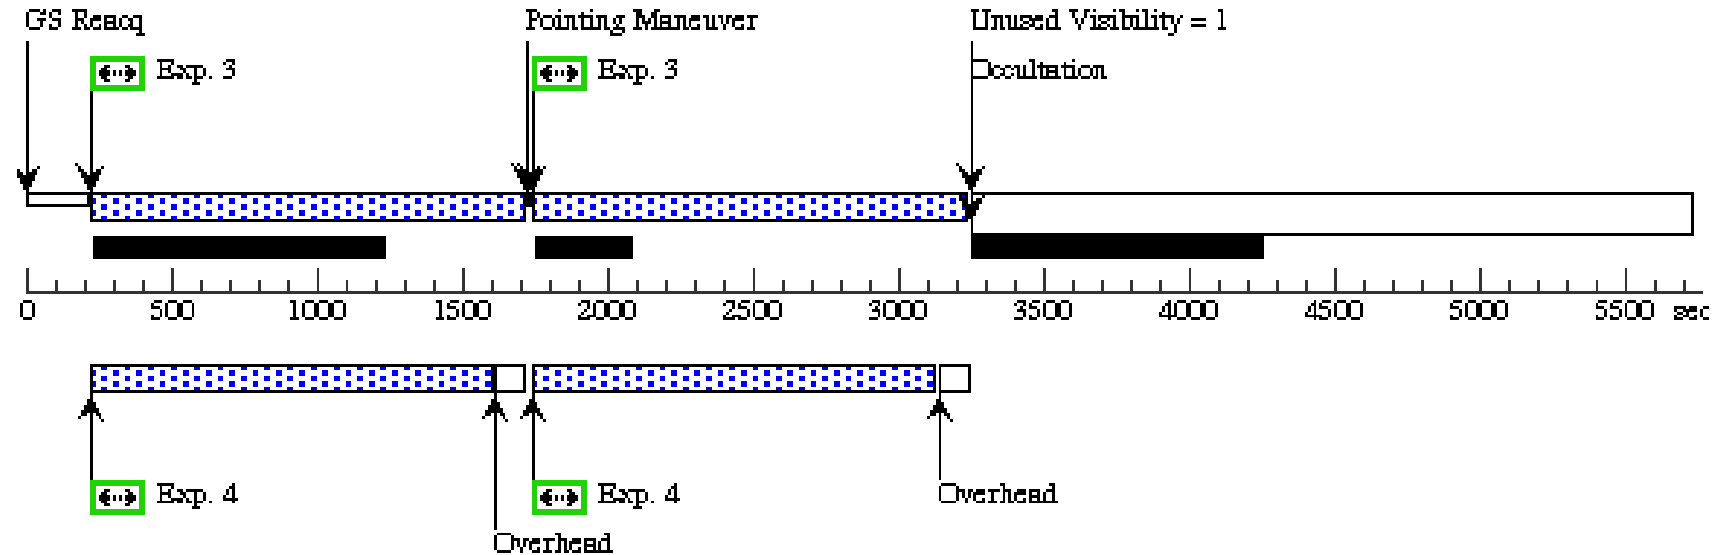 GS Reacq Pointing Maneuver Unused Visibility = 1
Exp. 3 Exp. 3 Occultation
0 500 1000 1500 2000 2500 3000 3500 4000 4500 5000 5500 sec
Exp. 4 Exp. 4 Overhead
Overhead